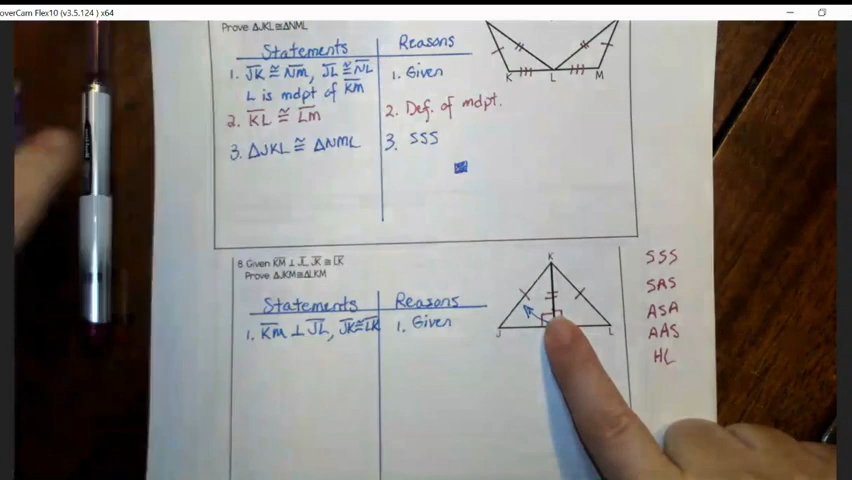 overCam Flex10 (v3.5.124 ) x64
Prove ΔJKL≅ΔNML
Statements Reasons
1. JK ≅ NM, JL ≅ NL 1. Given
L is mdpt of KM
2. KL ≅ LM 2. Def. of mdpt.
3. ΔJKL ≅ ΔNML 3. SSS
K L M
8 Given KM ⊥ JL, JK ≅ LK
Prove ΔJKM≅ΔLKM
Statements Reasons
1. KM ⊥ JL, JK≅LK 1. Given
K
J L
SSS
SAS
ASA
AAS
HL